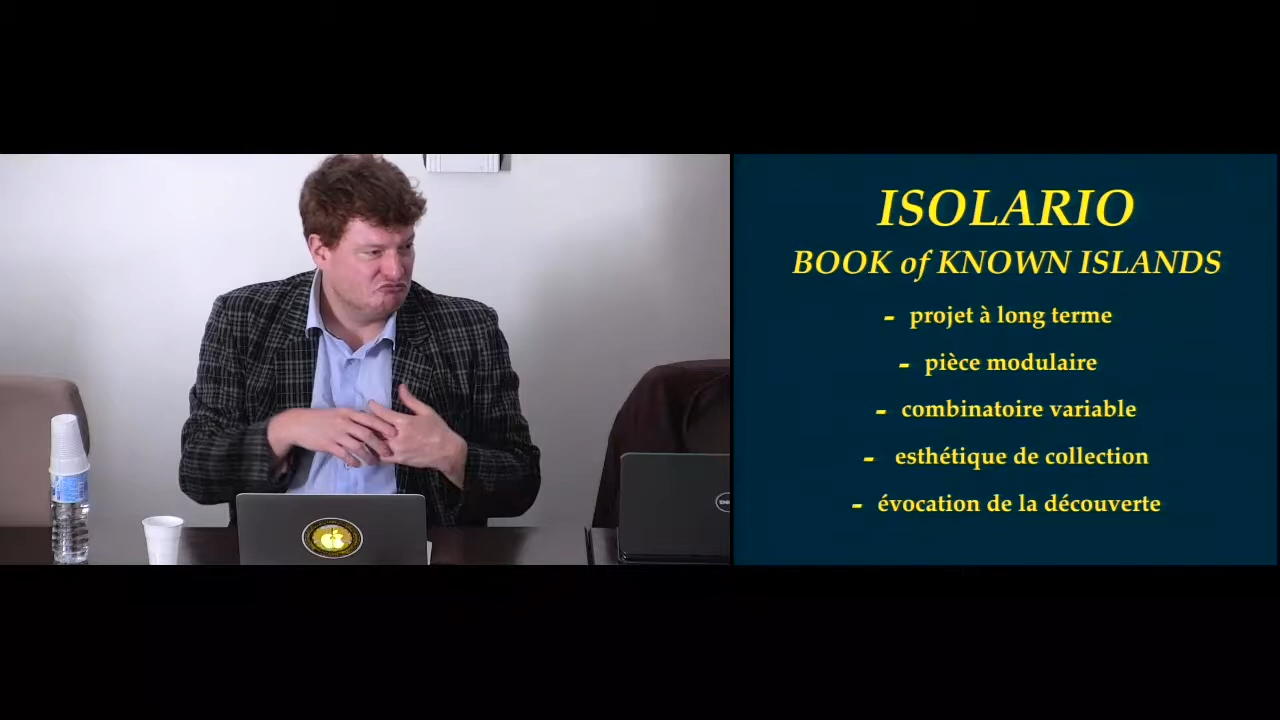 ISOLARIO
BOOK of KNOWN ISLANDS
- projet à long terme
- pièce modulaire
- combinatoire variable
- esthétique de collection
- évocation de la découverte